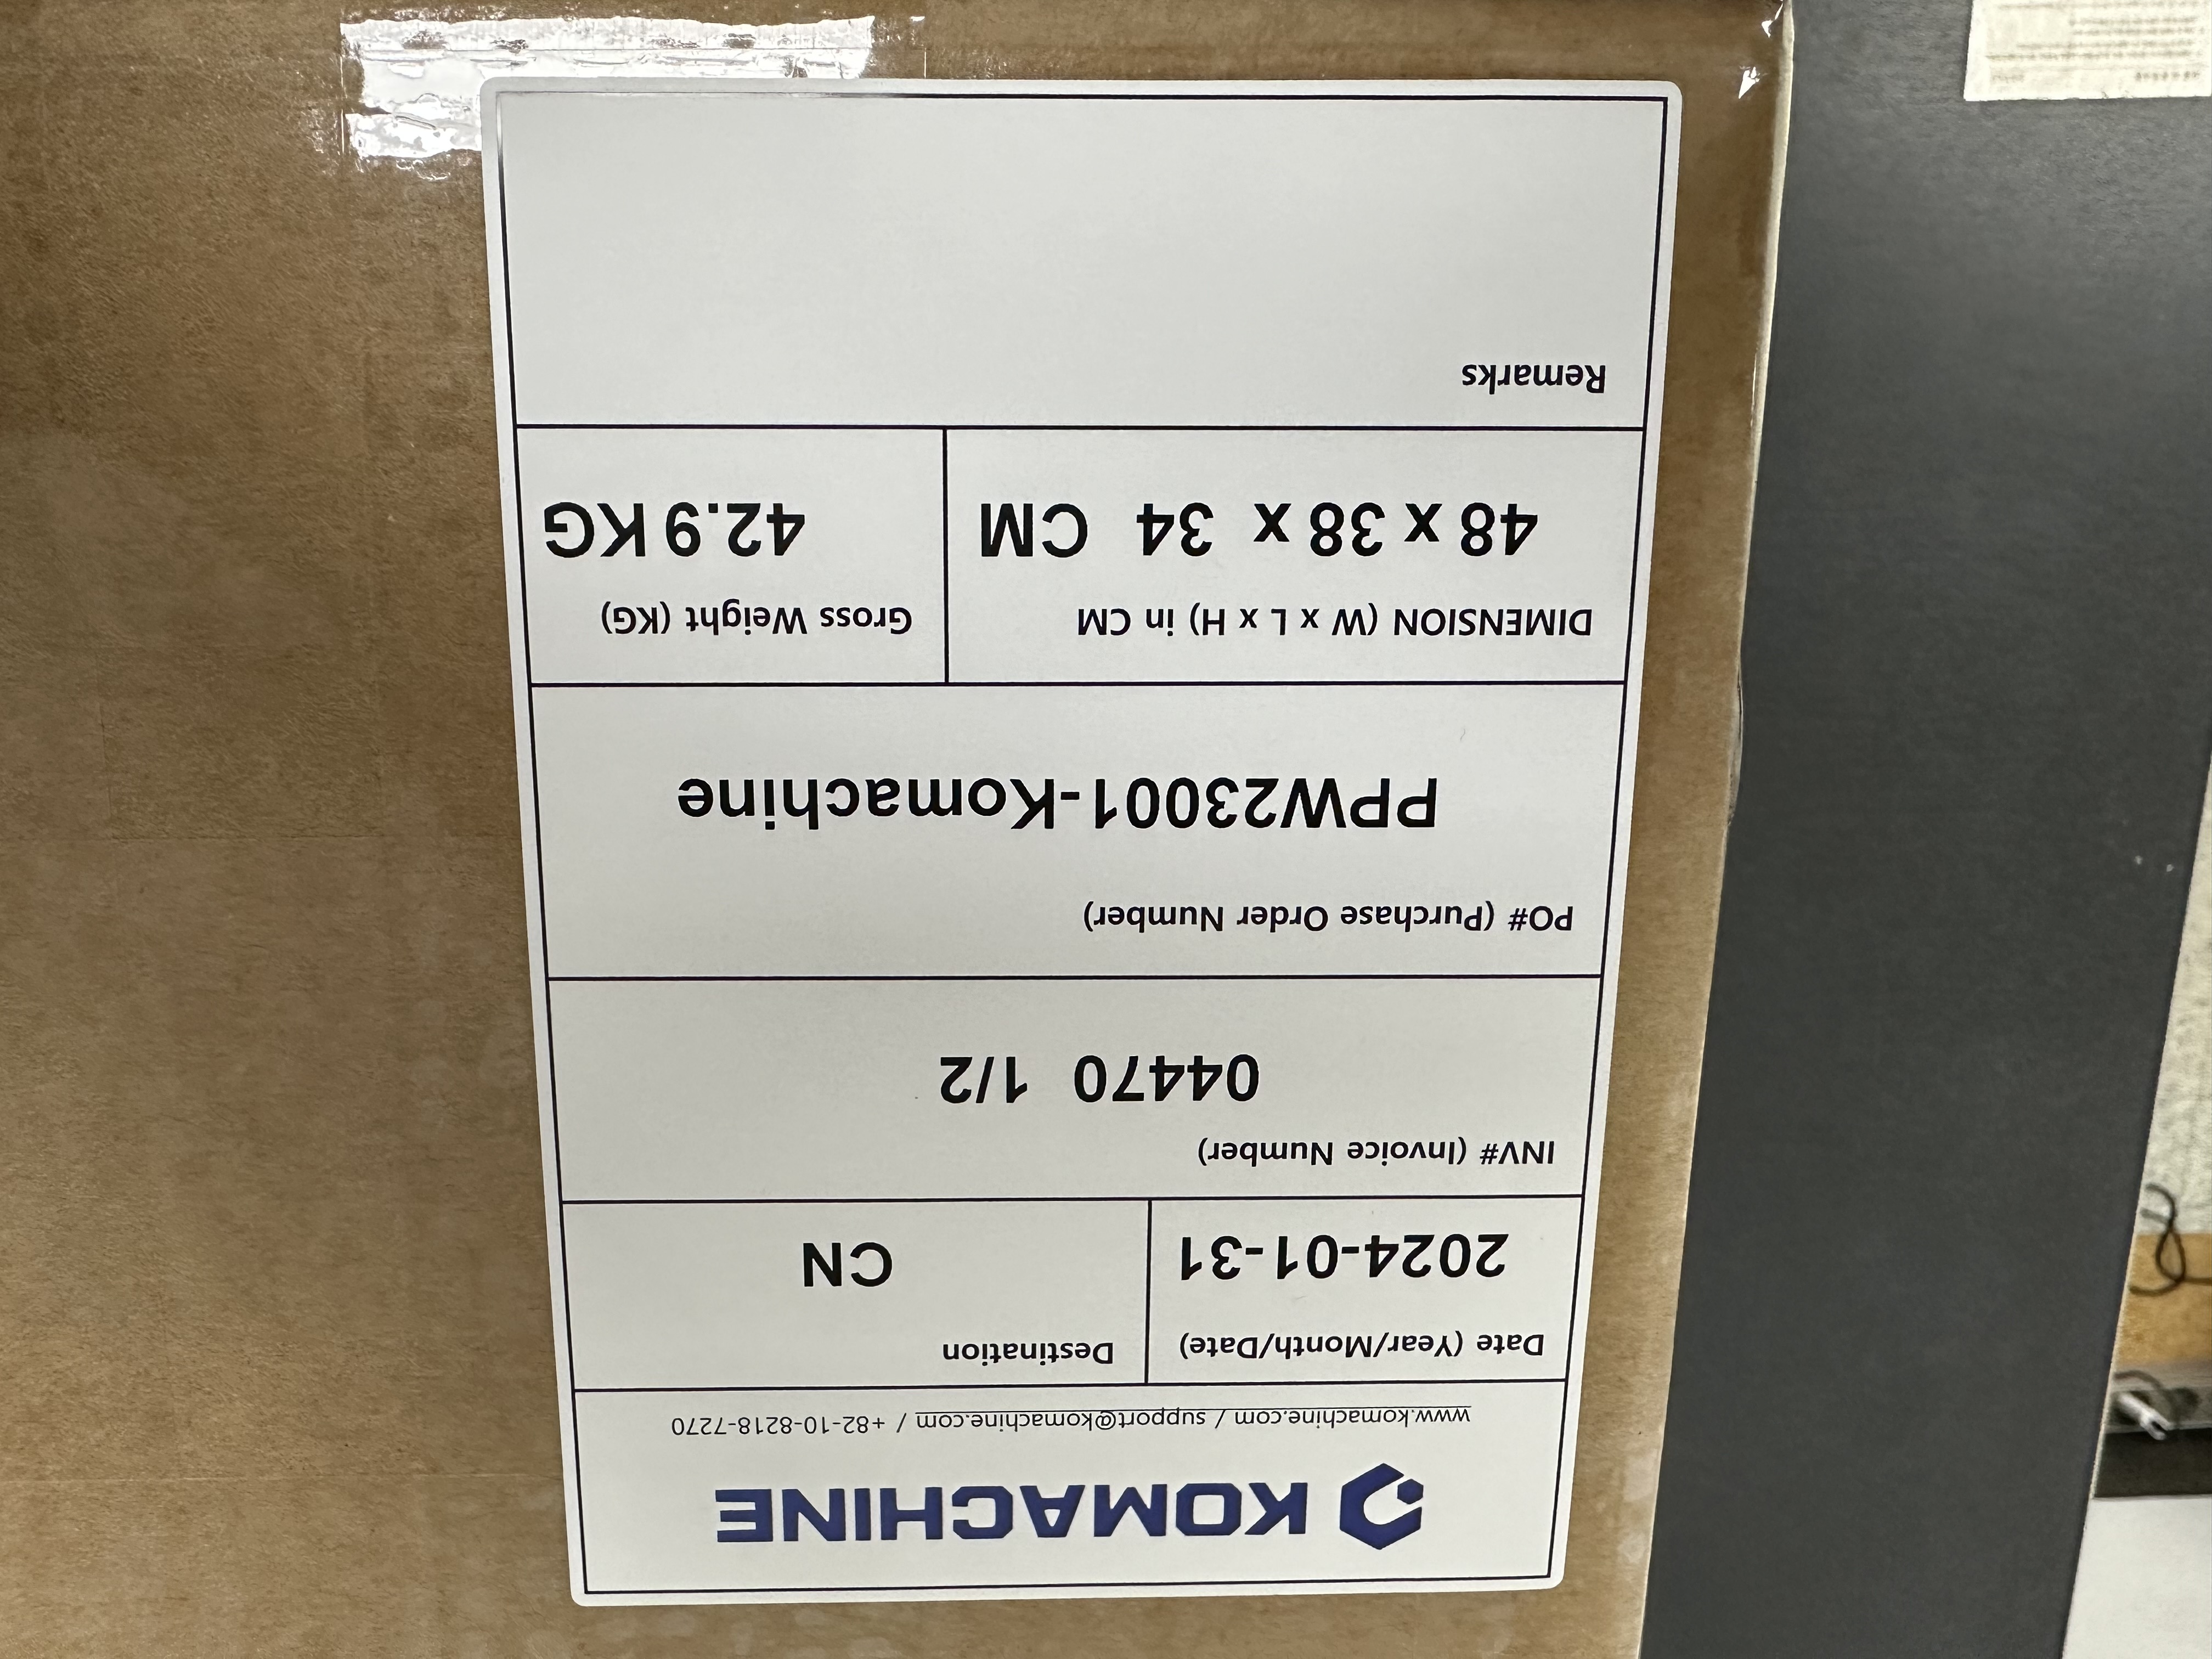 KOMACHINE
www.komachine.com / support@komachine.com / +82-10-8218-7270
Date (Year/Month/Date)
2024-01-31
Destination
CN
INV# (Invoice Number)
04470 1/2
PO# (Purchase Order Number)
PPW23001-Komachine
DIMENSION (W x L x H) in CM
48 x 38 x 34 CM
Gross Weight (KG)
42.9 KG
Remarks